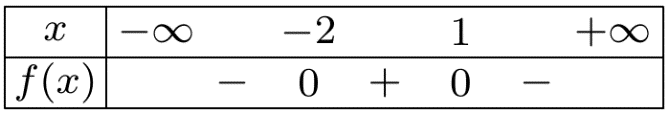 x −∞ −2 1 +∞
f(x) − 0 + 0 −